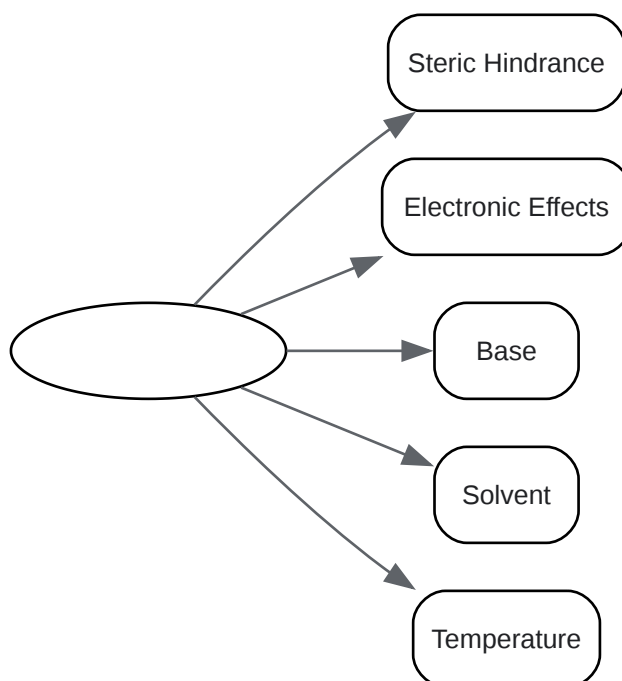 Steric Hindrance
Electronic Effects
Base
Solvent
Temperature